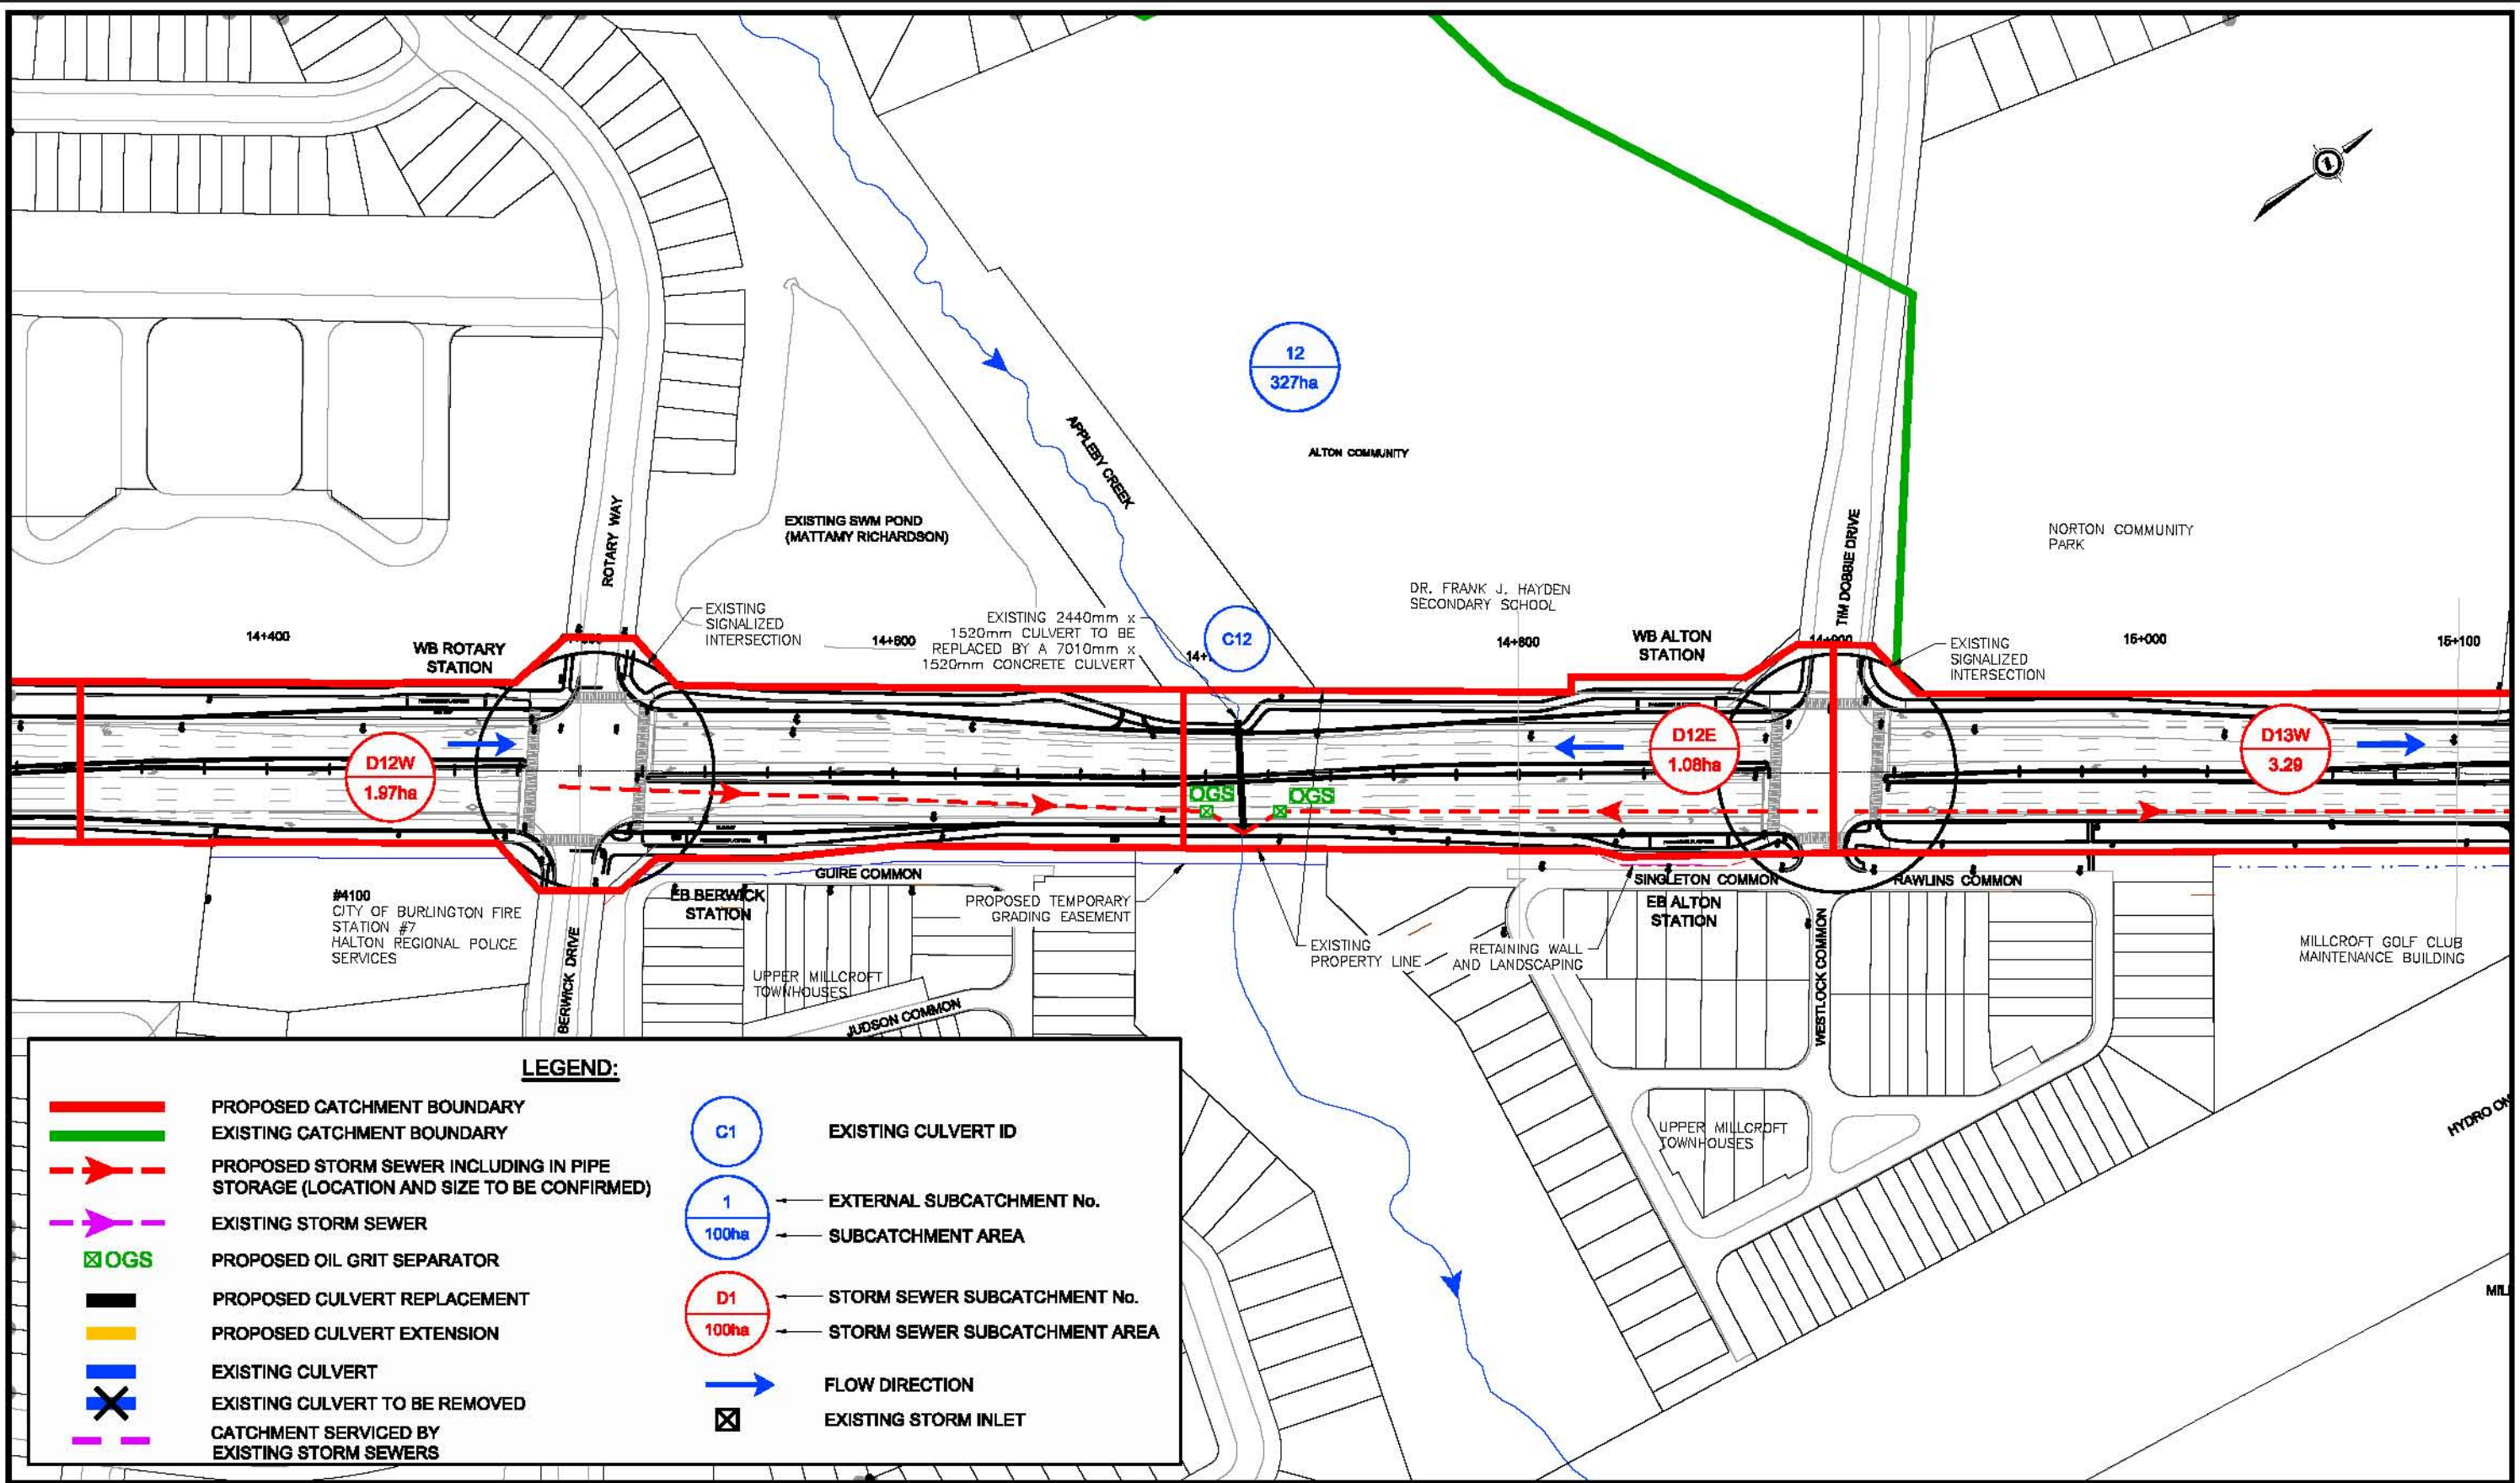 12
327ha
APPLEBY CREEK
ALTON COMMUNITY
ROTARY WAY
EXISTING SWM POND
(MATTAMY RICHARDSON)
TIM DOBBIE DRIVE
NORTON COMMUNITY
PARK
DR. FRANK J. HAYDEN
SECONDARY SCHOOL
14+400
WB ROTARY
STATION
EXISTING
SIGNALIZED
INTERSECTION
14+600
EXISTING 2440mm x
1520mm CULVERT TO BE
REPLACED BY A 7010mm x
1520mm CONCRETE CULVERT
C12
14+800
WB ALTON
STATION
14+900
EXISTING
SIGNALIZED
INTERSECTION
15+000
15+100
D12W
1.97ha
D12E
1.08ha
D13W
3.29
OGS
OGS
#4100
CITY OF BURLINGTON FIRE
STATION #7
HALTON REGIONAL POLICE
SERVICES
BERWICK DRIVE
EB BERWICK
STATION
GUIRE COMMON
UPPER MILLCROFT
TOWNHOUSES
JUDSON COMMON
PROPOSED TEMPORARY
GRADING EASEMENT
EXISTING
PROPERTY LINE
RETAINING WALL
AND LANDSCAPING
SINGLETON COMMON
EB ALTON
STATION
RAWLINS COMMON
WESTLOCK COMMON
MILLCROFT GOLF CLUB
MAINTENANCE BUILDING
UPPER MILLCROFT
TOWNHOUSES
HYDRO
LEGEND:
PROPOSED CATCHMENT BOUNDARY
EXISTING CATCHMENT BOUNDARY
PROPOSED STORM SEWER INCLUDING IN PIPE
STORAGE (LOCATION AND SIZE TO BE CONFIRMED)
EXISTING STORM SEWER
OGS
PROPOSED OIL GRIT SEPARATOR
PROPOSED CULVERT REPLACEMENT
PROPOSED CULVERT EXTENSION
EXISTING CULVERT
EXISTING CULVERT TO BE REMOVED
CATCHMENT SERVICED BY
EXISTING STORM SEWERS
C1
EXISTING CULVERT ID
1
100ha
EXTERNAL SUBCATCHMENT No.
SUBCATCHMENT AREA
D1
100ha
STORM SEWER SUBCATCHMENT No.
STORM SEWER SUBCATCHMENT AREA
FLOW DIRECTION
EXISTING STORM INLET